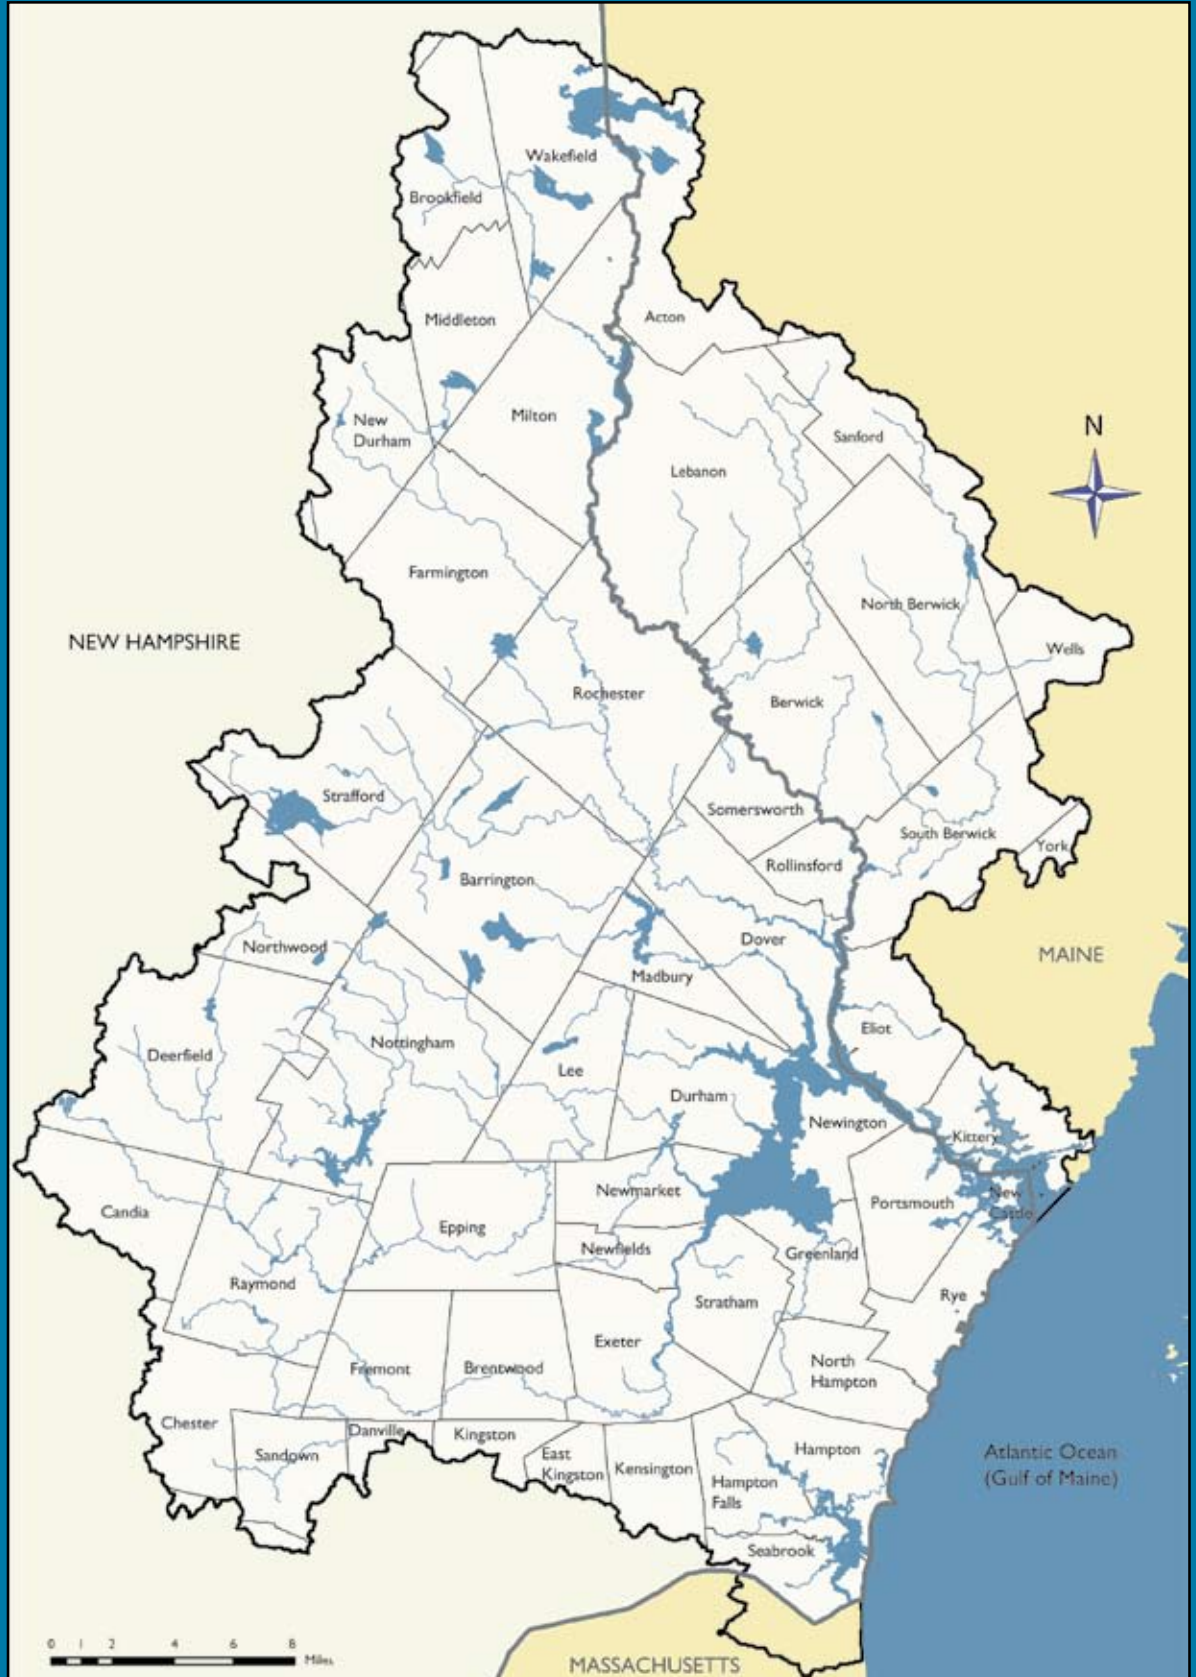 Wakefield
Brookfield
Middleton
Acton
New
Durham
Milton
Sanford
N
Lebanon
Farmington
North Berwick
NEW HAMPSHIRE
Wells
Rochester
Berwick
Strafford
Somersworth
South Berwick
York
Rollinsford
Barrington
Northwood
Dover
MAINE
Madbury
Eliot
Deerfield
Nottingham
Lee
Durham
Newington
Kittery
Newmarket
Portsmouth
New
Castle
Candia
Epping
Newfields
Greenland
Raymond
Stratham
Rye
Exeter
Fremont
Brentwood
North
Hampton
Chester
Danville
Kingston
Sandown
East
Kingston
Kensington
Hampton
Hampton
Falls
Atlantic Ocean
(Gulf of Maine)
Seabrook
0 1 2 4 6 8
Miles
MASSACHUSETTS